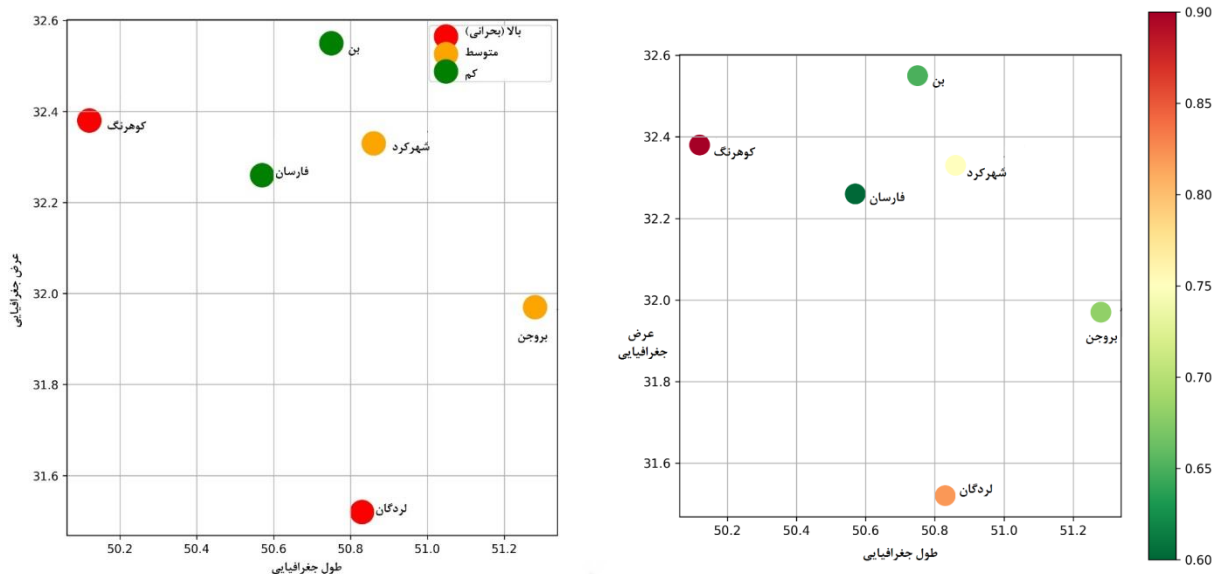 32.6
32.4
32.2
32.0
31.8
31.6
عرض جغرافیایی
بالا (بحرانی)
متوسط
کم
بن
کوهرنگ
شهرکرد
فارسان
بروجن
لردگان
50.2
50.4
50.6
50.8
51.0
51.2
طول جغرافیایی
32.6
32.4
32.2
32.0
31.8
31.6
عرض
جغرافیایی
بن
کوهرنگ
شهرکرد
فارسان
بروجن
لردگان
50.2
50.4
50.6
50.8
51.0
51.2
طول جغرافیایی
0.90
0.85
0.80
0.75
0.70
0.65
0.60